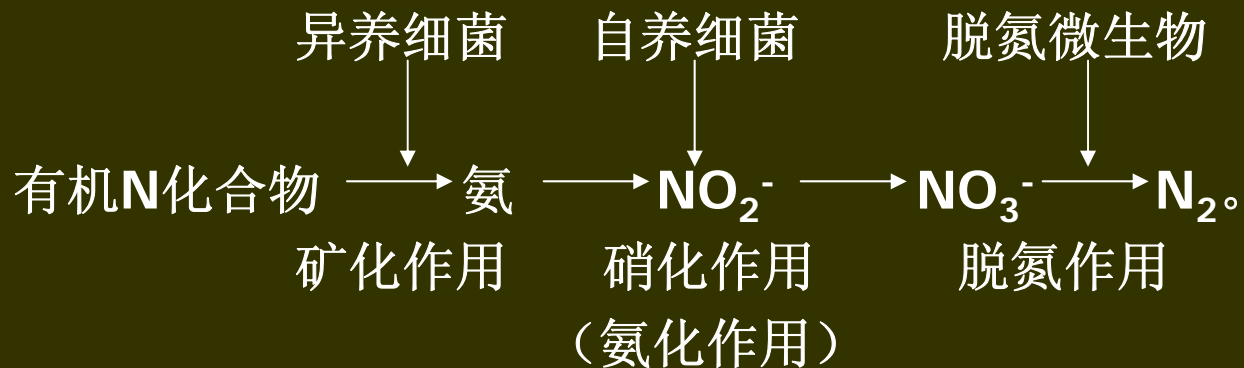 异养细菌 自养细菌 脱氮微生物
有机N化合物 → 氨 → NO₂⁻ → NO₃⁻ → N₂。
矿化作用 硝化作用 脱氮作用
（氨化作用）